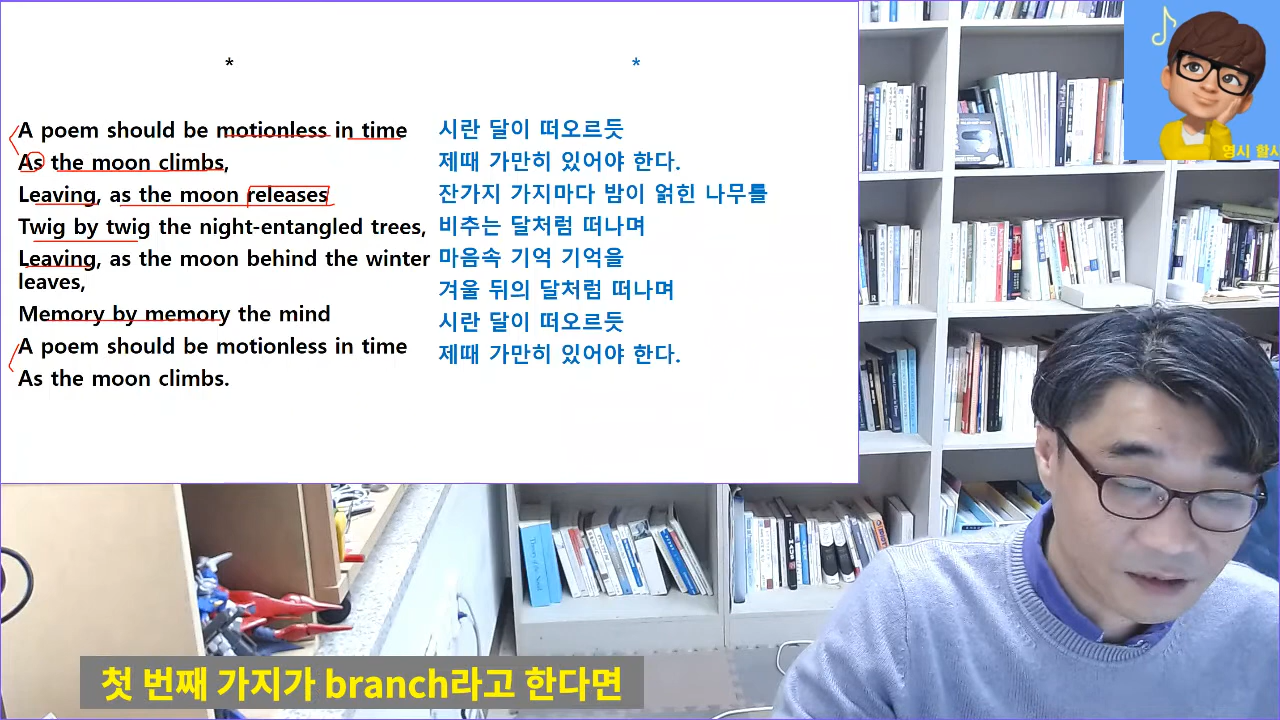 *
A poem should be motionless in time
As the moon climbs,
Leaving, as the moon releases
Twig by twig the night-entangled trees,
Leaving, as the moon behind the winter
leaves,
Memory by memory the mind
A poem should be motionless in time
As the moon climbs.
*
시란 달이 떠오르듯
제때 가만히 있어야 한다.
잔가지 가지마다 밤이 얽힌 나무를
비추는 달처럼 떠나며
마음속 기억 기억을
겨울 뒤의 달처럼 떠나며
시란 달이 떠오르듯
제때 가만히 있어야 한다.
영시 할시
첫 번째 가지가 branch라고 한다면